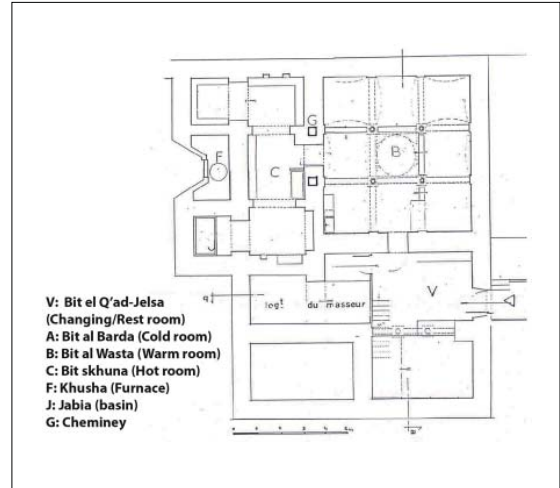 G
F
B
C
J
V
logt du masseur
V: Bit el Q'ad-Jelsa
(Changing/Rest room)
A: Bit al Barda (Cold room)
B: Bit al Wasta (Warm room)
C: Bit skhuna (Hot room)
F: Khusha (Furnace)
J: Jabia (basin)
G: Cheminey